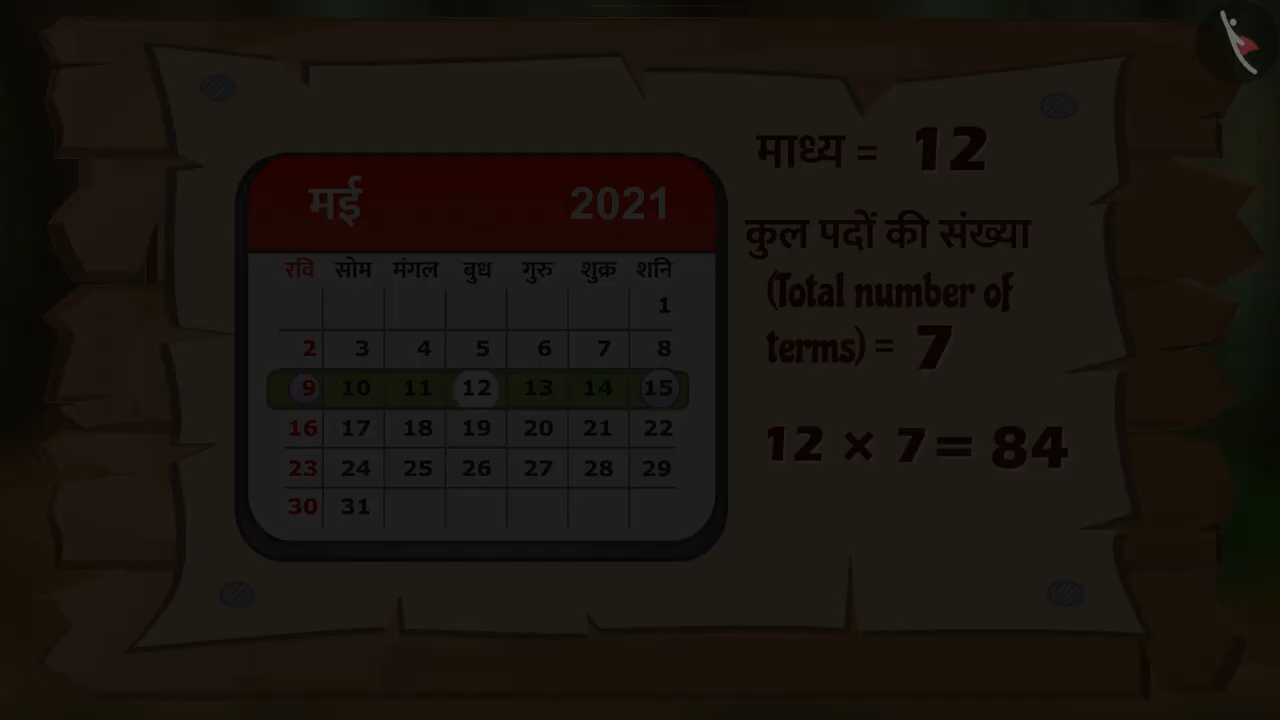 मई 2021
रवि सोम मंगल बुध गुरु शुक्र शनि
1
2 3 4 5 6 7 8
9 10 11 12 13 14 15
16 17 18 19 20 21 22
23 24 25 26 27 28 29
30 31
माध्य = 12
कुल पदों की संख्या
(Total number of
terms) = 7
12 × 7 = 84